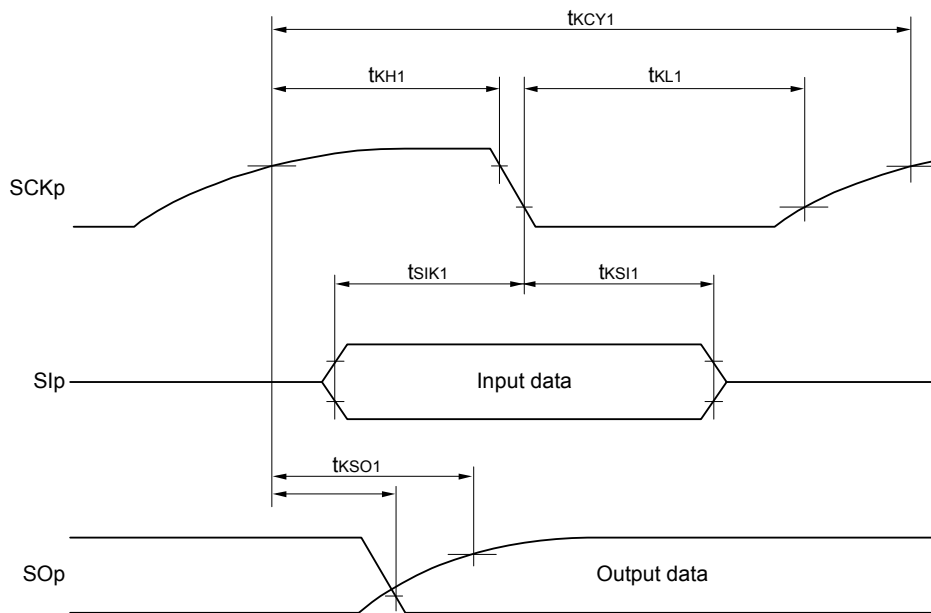 tKCY1
tKH1
tKL1
SCKp
tSIK1
tKSI1
SIp
Input data
tKSO1
SOp
Output data